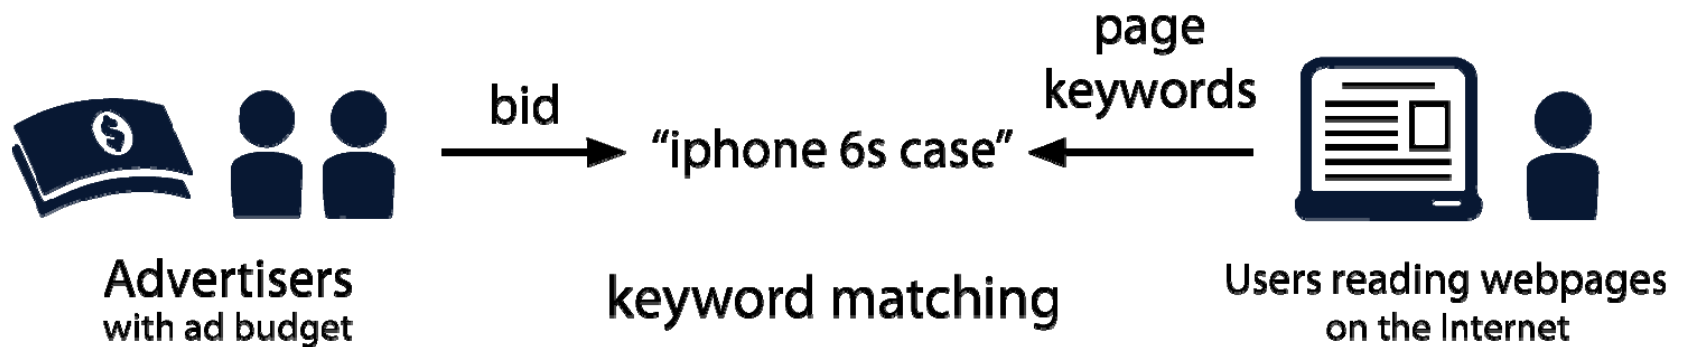 bid
“iphone 6s case”
page
keywords
$
Advertisers
with ad budget
keyword matching
Users reading webpages
on the Internet